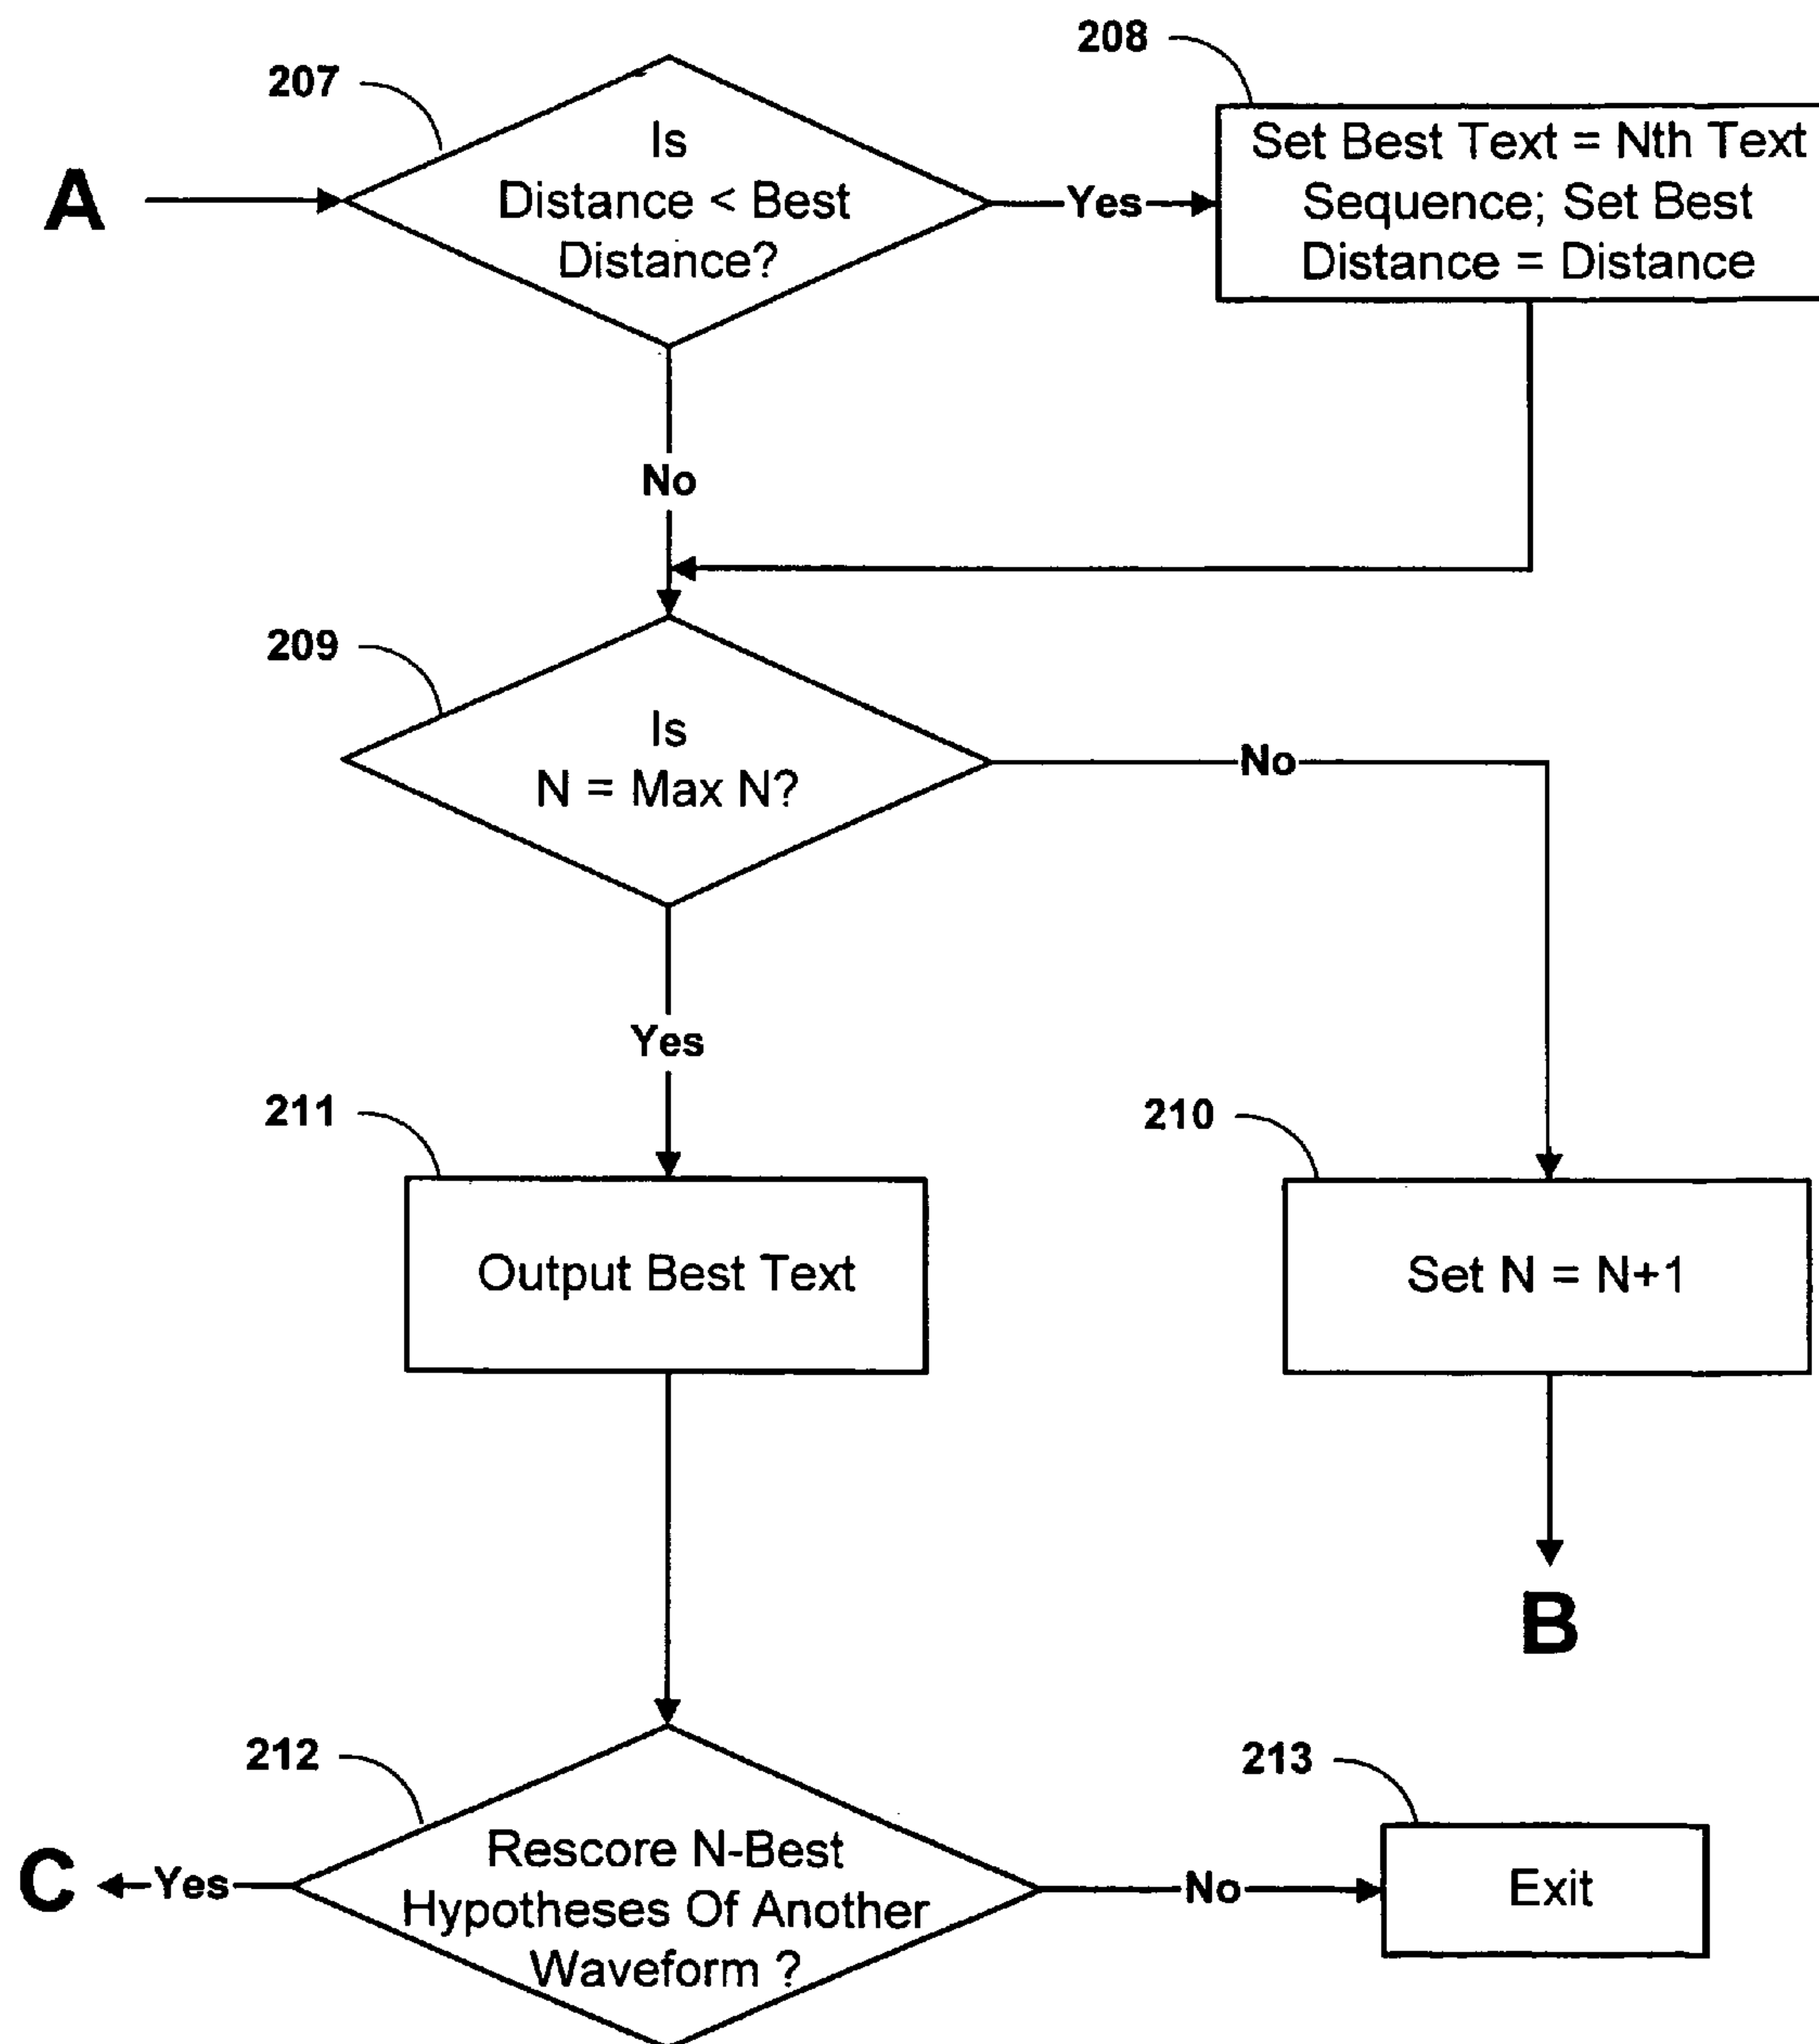 208
207
Is
Distance < Best
Distance?
A
Yes
Set Best Text = Nth Text
Sequence; Set Best
Distance = Distance
No
209
Is
N = Max N?
No
Yes
211
210
Output Best Text
Set N = N+1
B
212
213
C
Yes
Rescore N-Best
Hypotheses Of Another
Waveform ?
No
Exit